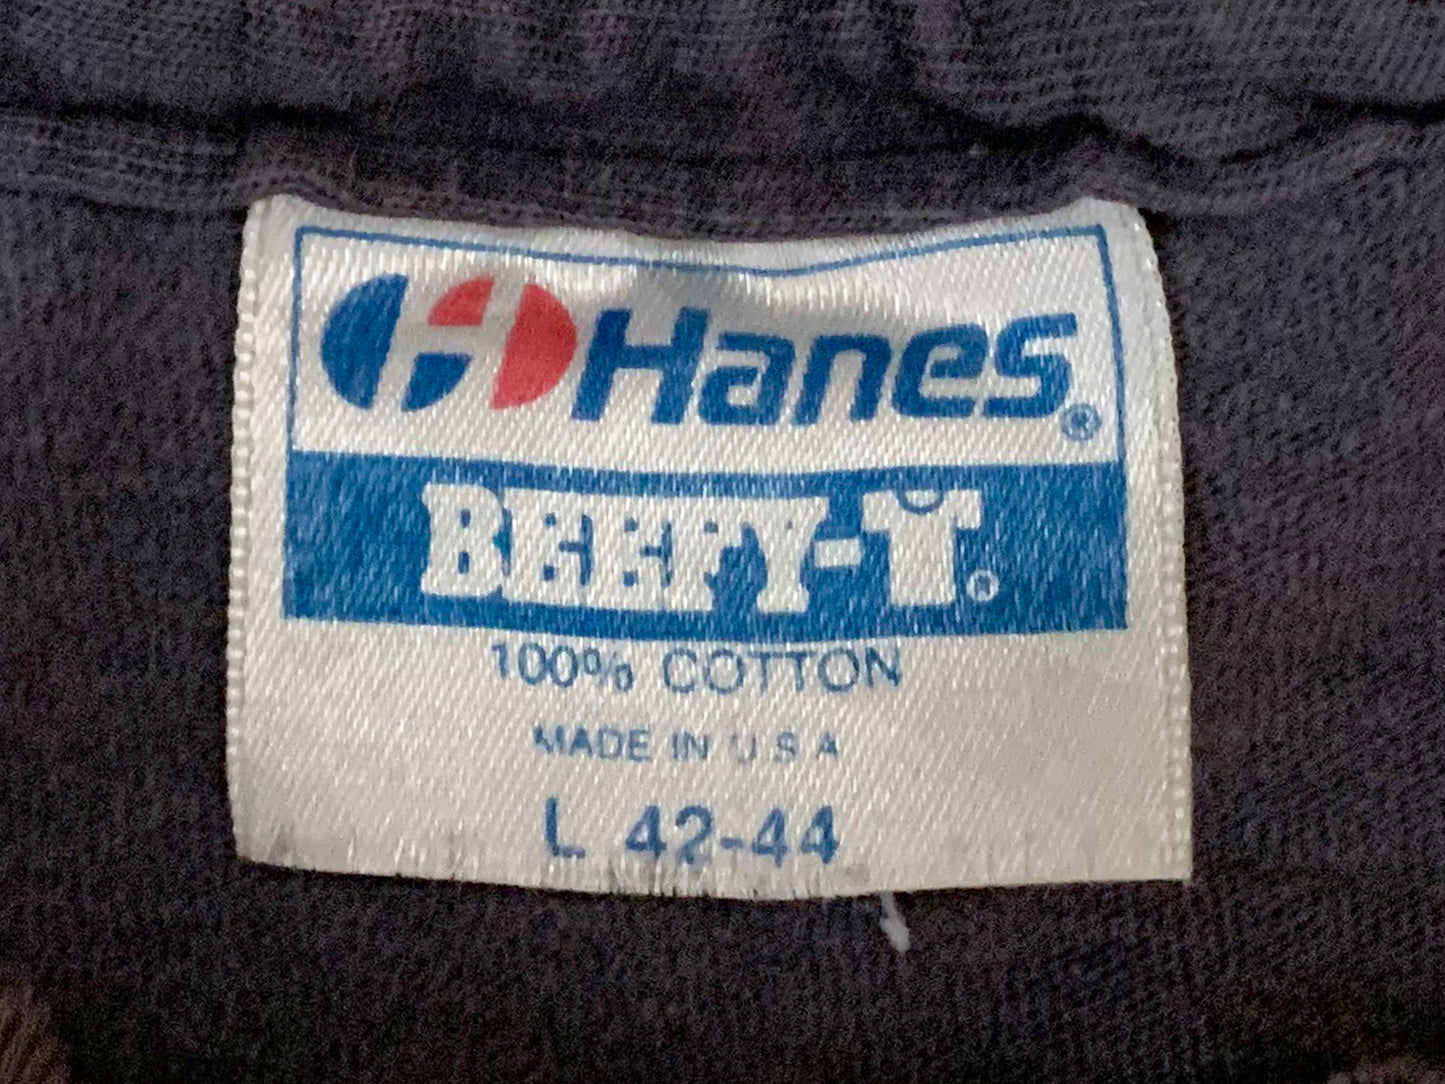 Hanes®
BEEFY-T®
100% COTTON
MADE IN U S A
L 42-44